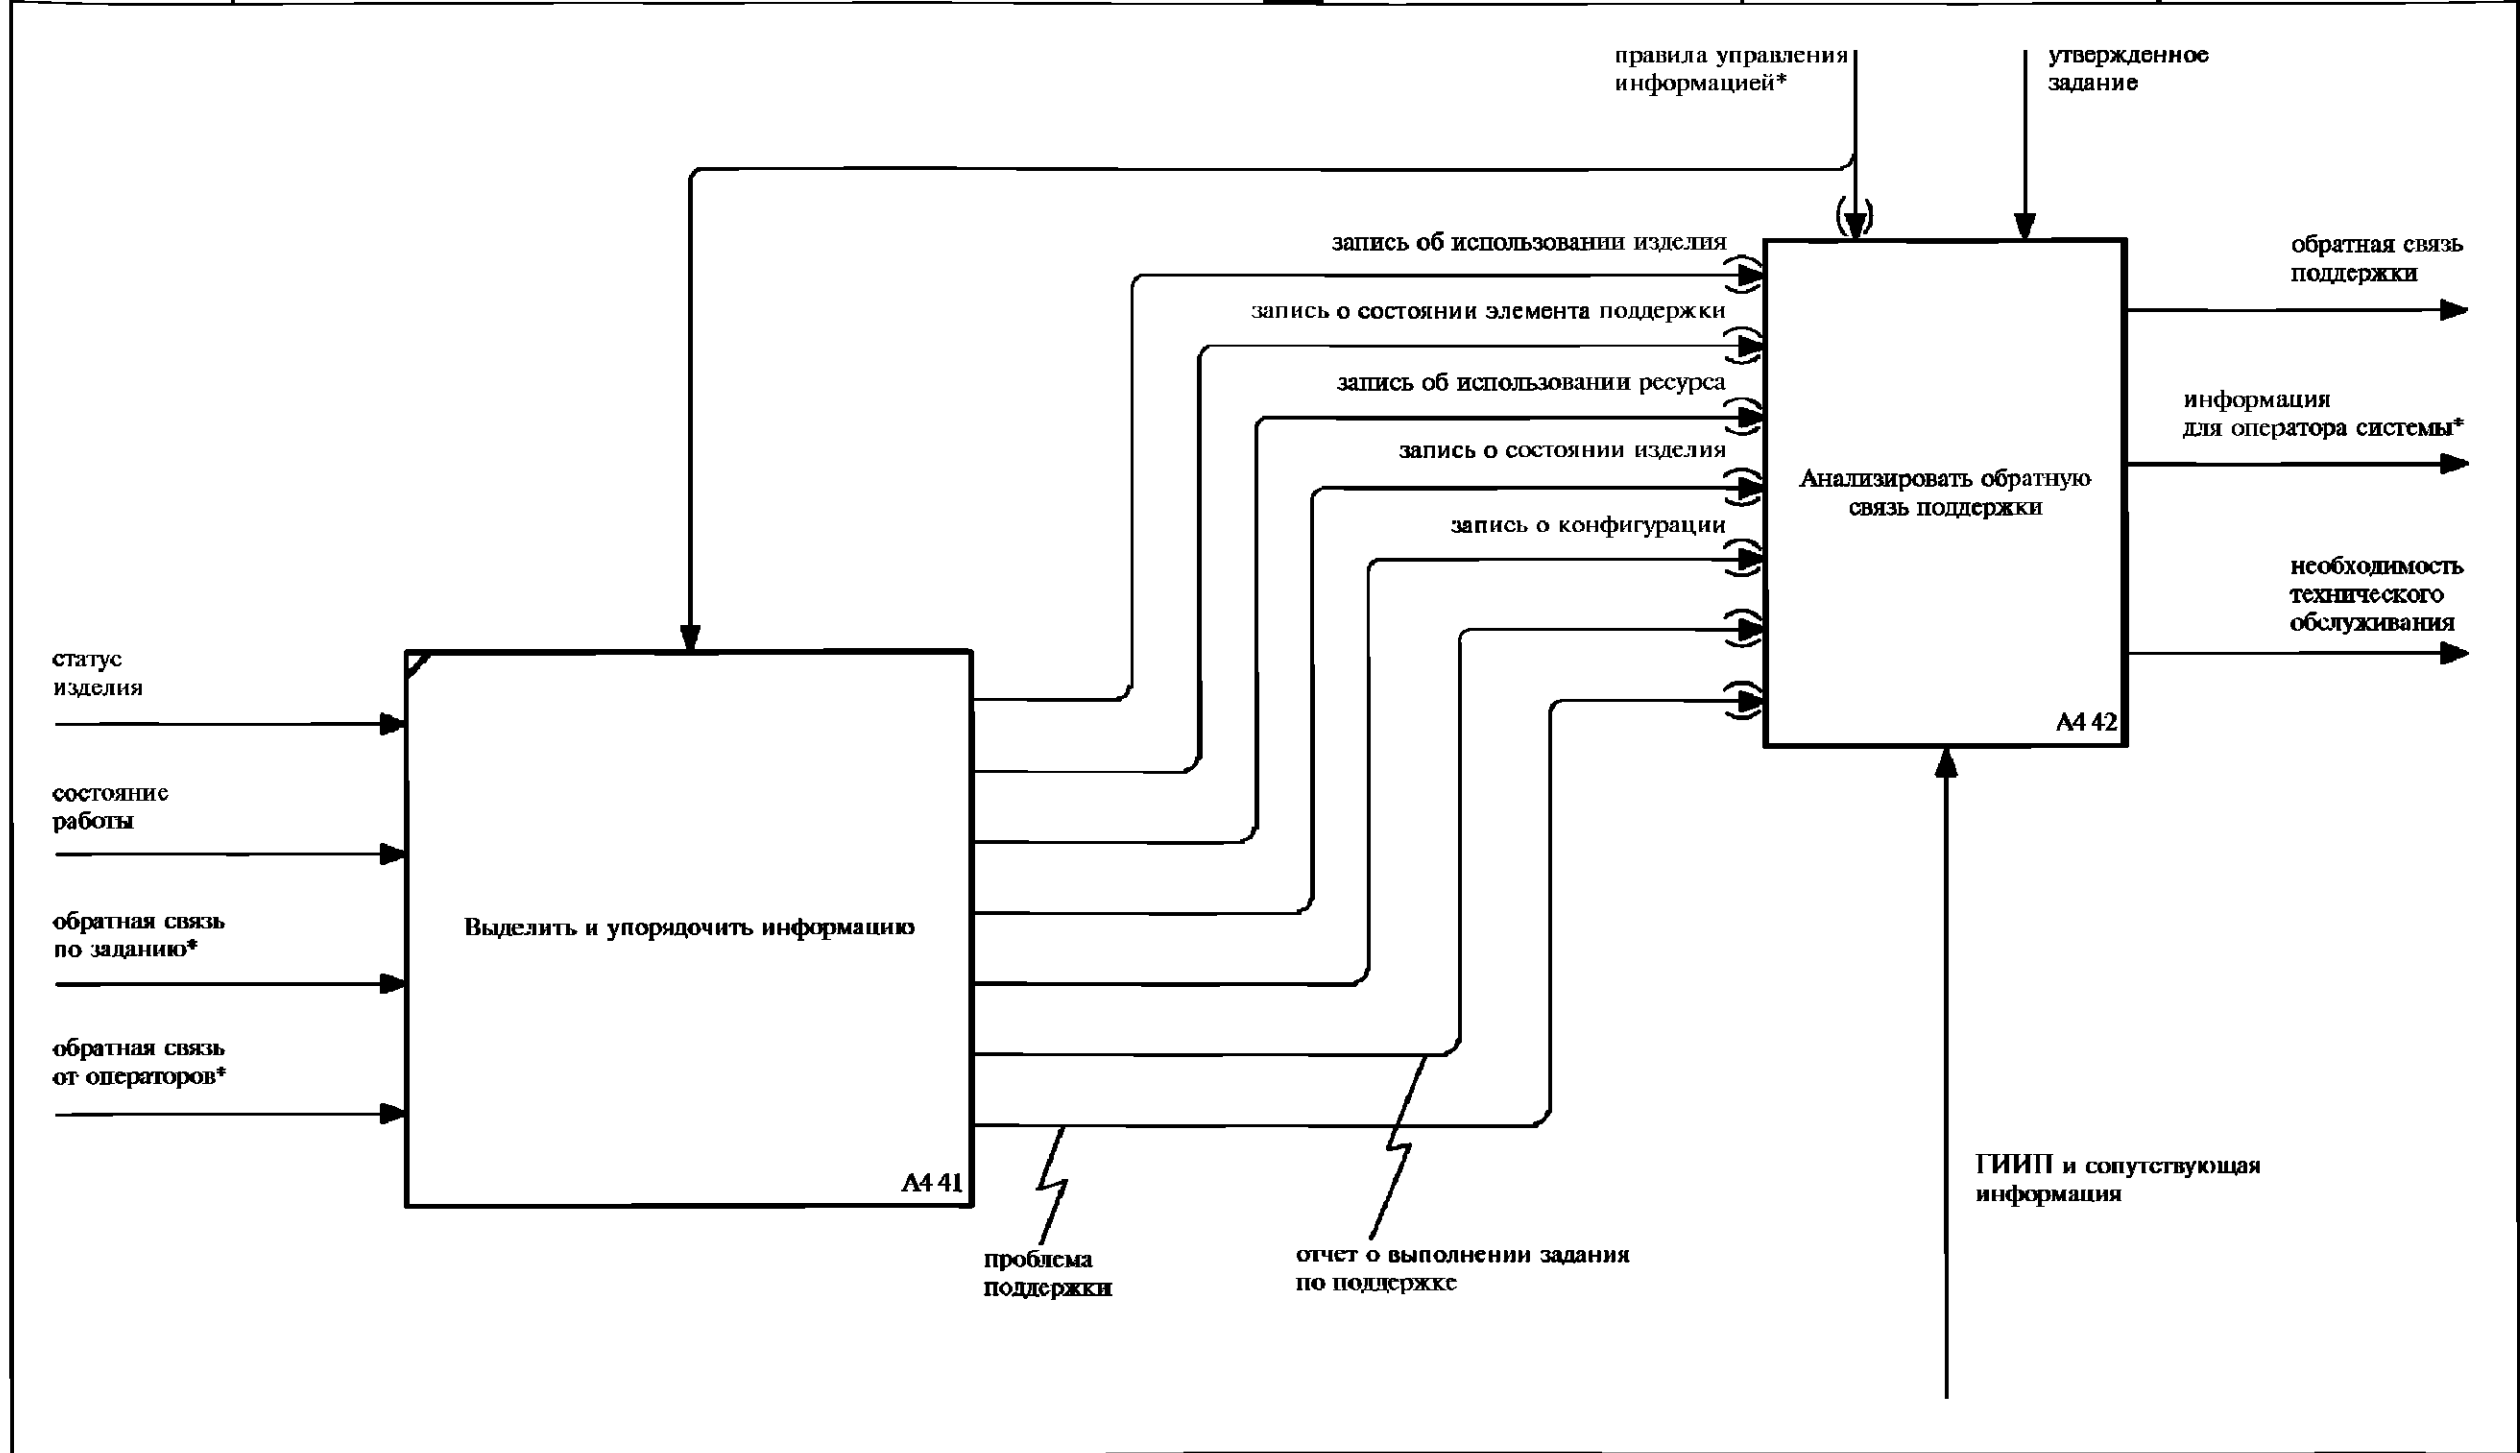 правила управления
информацией*
утвержденное
задание
запись об использовании изделия
обратная связь
поддержки
запись о состоянии элемента поддержки
запись об использовании ресурса
информация
для оператора системы*
запись о состоянии изделия
Анализировать обратную
связь поддержки
запись о конфигурации
необходимость
технического
обслуживания
А4 42
статус
изделия
состояние
работы
обратная связь
по заданию*
Выделить и упорядочить информацию
обратная связь
от операторов*
А4 41
ГИИП и сопутствующая
информация
проблема
поддержки
отчет о выполнении задания
по поддержке